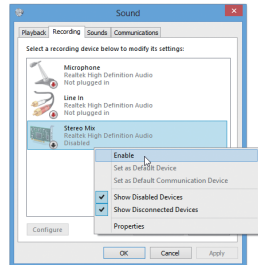 Sound
Playback Recording Sounds Communications
Select a recording device below to modify its settings:
Microphone
Realtek High Definition Audio
Not plugged in
Line In
Realtek High Definition Audio
Not plugged in
Stereo Mix
Realtek High Definition Audio
Disabled
Enable
Set as Default Device
Set as Default Communication Device
Show Disabled Devices
Show Disconnected Devices
Properties
Configure
OK Cancel Apply